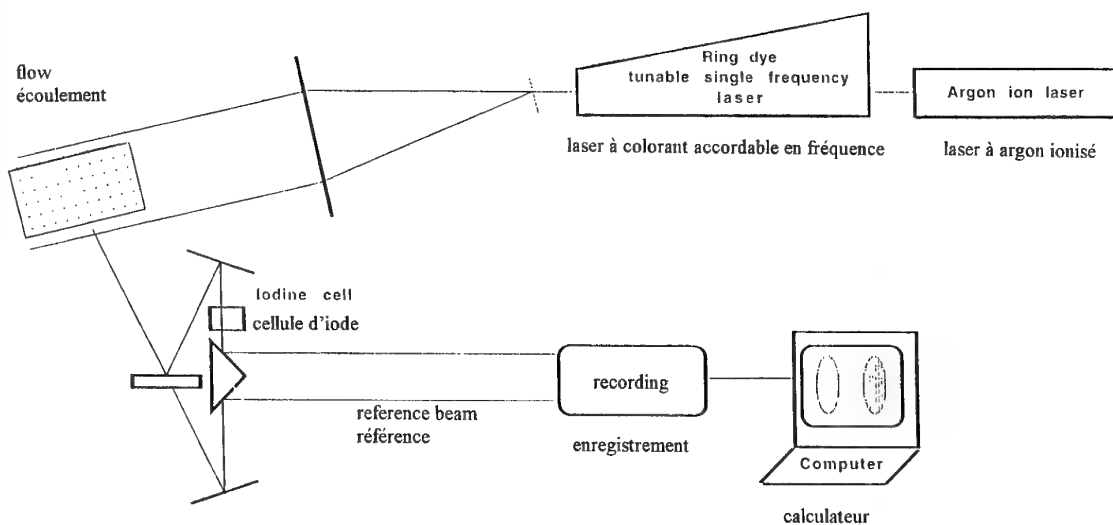 flow
écoulement
Ring dye
tunable single frequency
laser
Argon ion laser
laser à colorant accordable en fréquence
laser à argon ionisé
Iodine cell
cellule d'iode
recording
reference beam
référence
enregistrement
Computer
calculateur